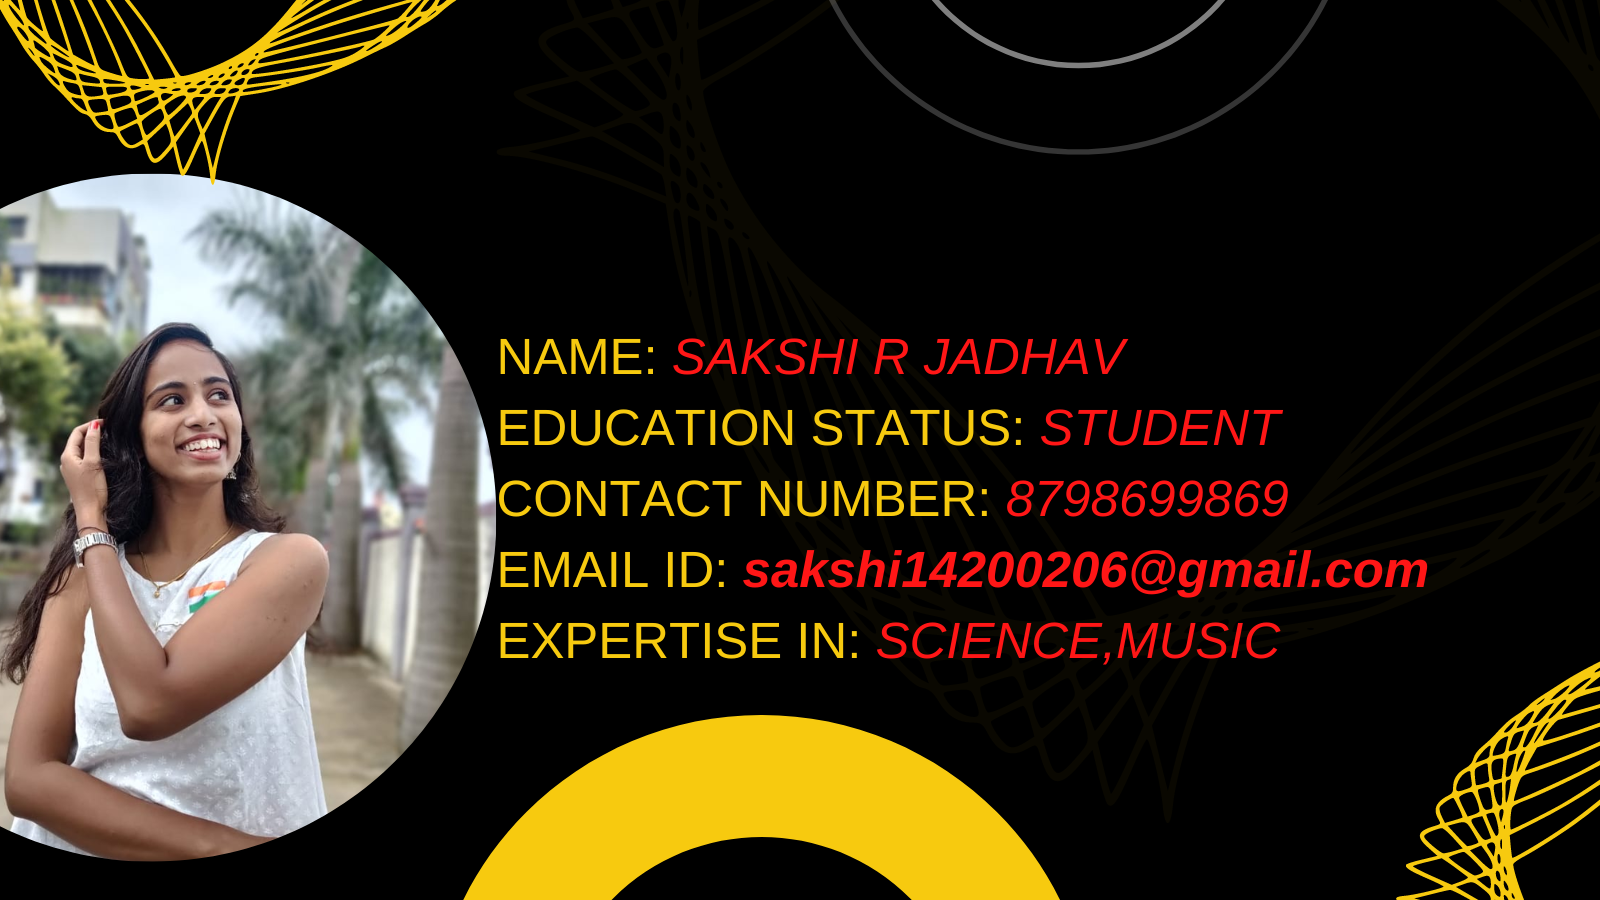 NAME: SAKSHI R JADHAV
EDUCATION STATUS: STUDENT
CONTACT NUMBER: 8798699869
EMAIL ID: sakshi14200206@gmail.com
EXPERTISE IN: SCIENCE,MUSIC